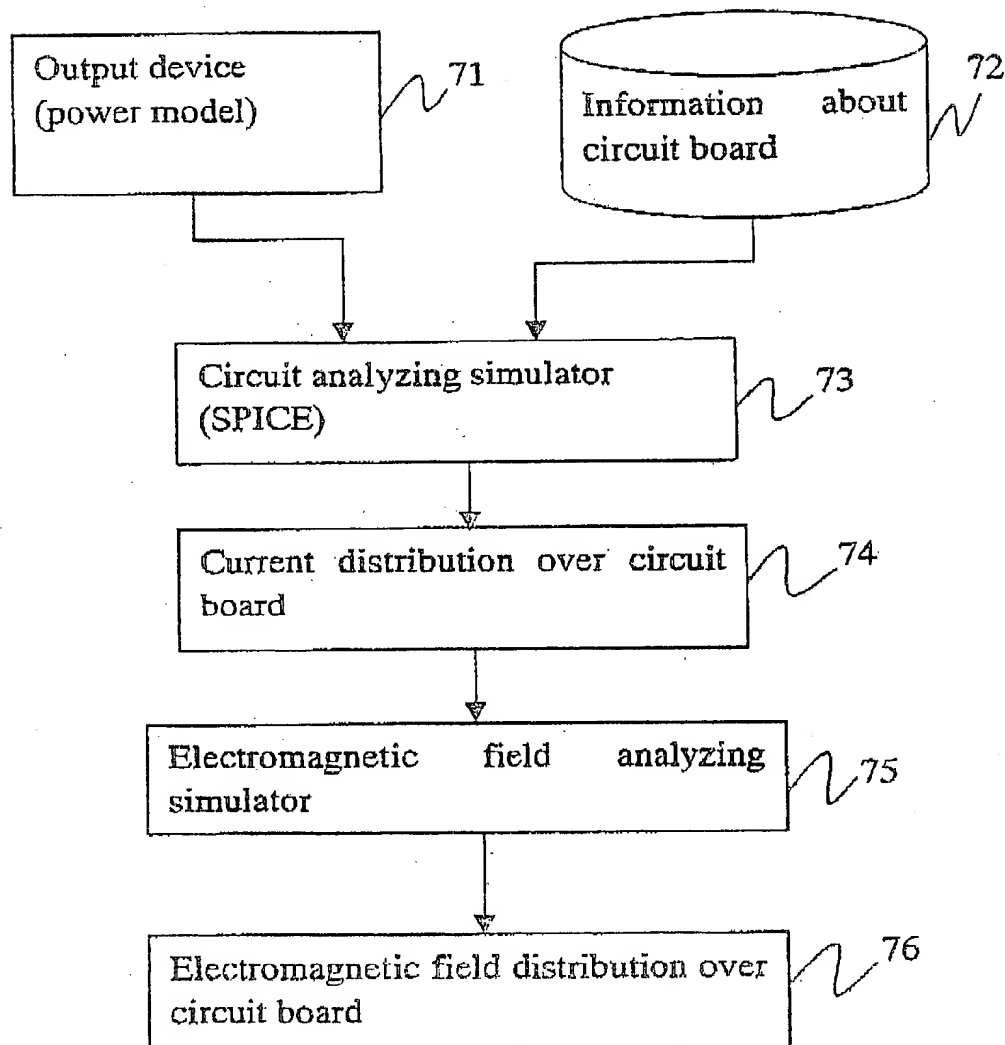 Output device
(power model)
71
Information about
circuit board
72
Circuit analyzing simulator
(SPICE)
73
Current distribution over circuit
board
74
Electromagnetic field analyzing
simulator
75
Electromagnetic field distribution over
circuit board
76